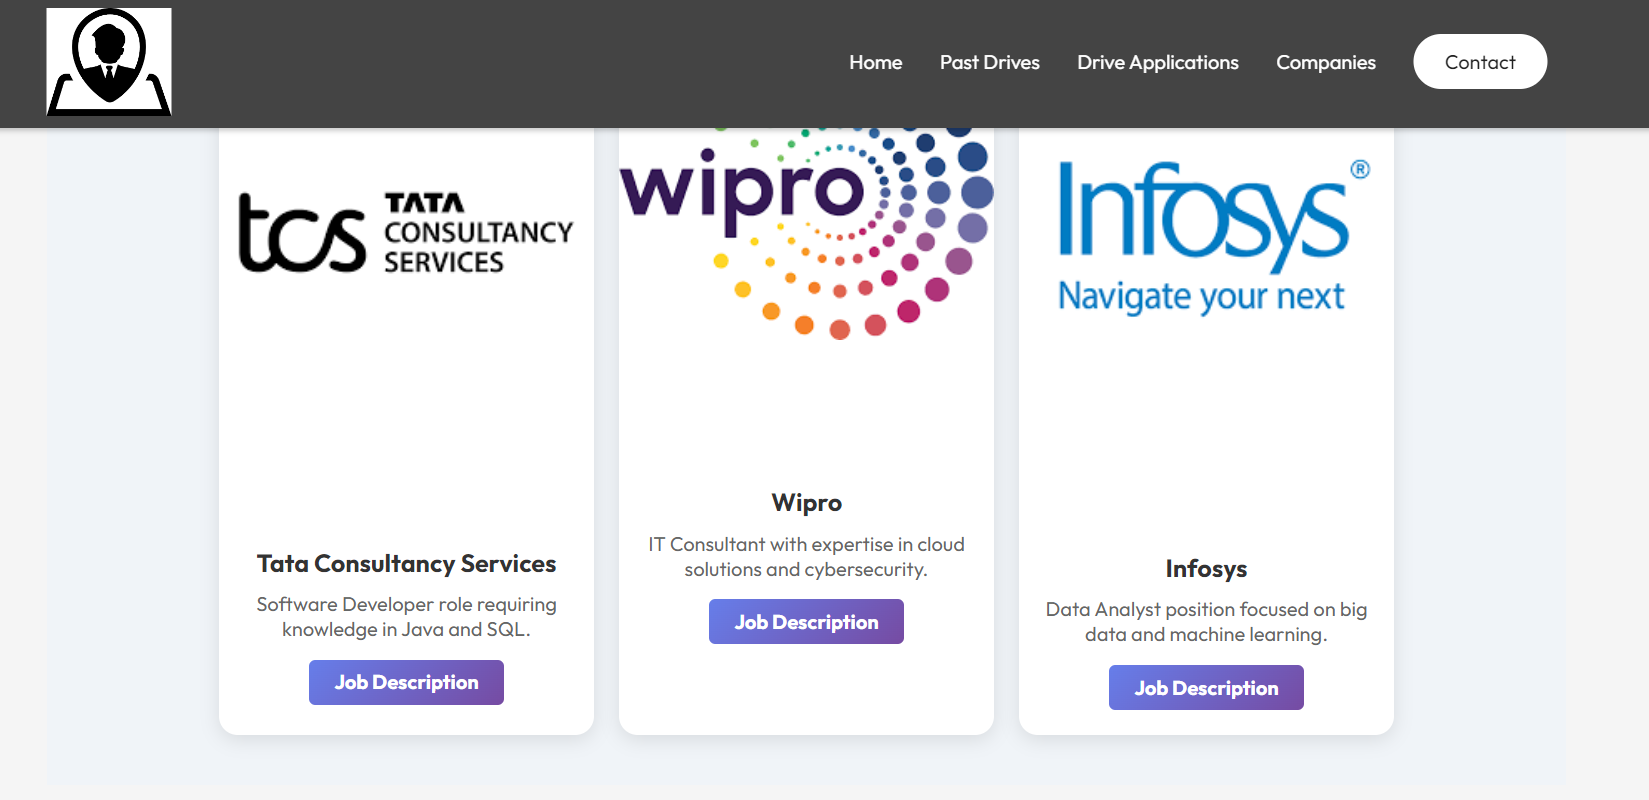 Home
Past Drives
Drive Applications
Companies
Contact
tcs
TATA
CONSULTANCY
SERVICES
wipro
Infosys®
Navigate your next
Tata Consultancy Services
Software Developer role requiring
knowledge in Java and SQL.
Job Description
Wipro
IT Consultant with expertise in cloud
solutions and cybersecurity.
Job Description
Infosys
Data Analyst position focused on big
data and machine learning.
Job Description